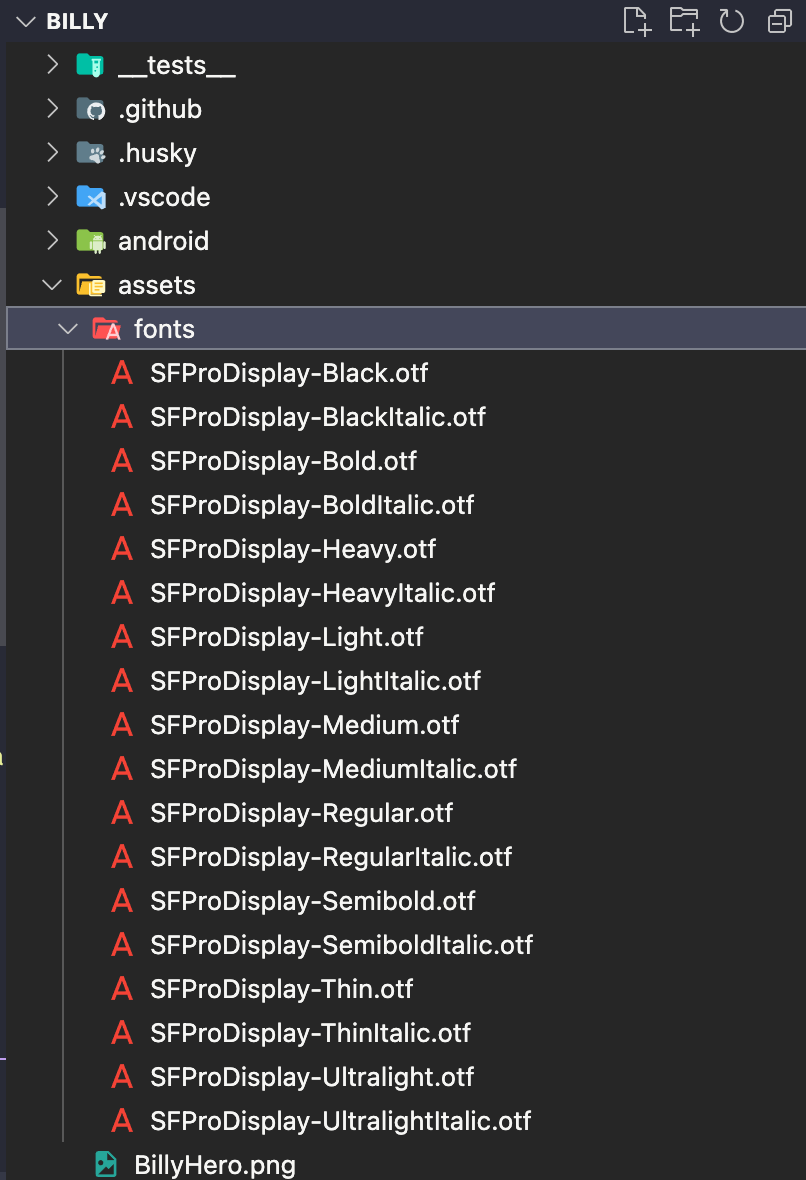 BILLY
__tests__
.github
.husky
.vscode
android
assets
fonts
SFProDisplay-Black.otf
SFProDisplay-BlackItalic.otf
SFProDisplay-Bold.otf
SFProDisplay-BoldItalic.otf
SFProDisplay-Heavy.otf
SFProDisplay-HeavyItalic.otf
SFProDisplay-Light.otf
SFProDisplay-LightItalic.otf
SFProDisplay-Medium.otf
SFProDisplay-MediumItalic.otf
SFProDisplay-Regular.otf
SFProDisplay-RegularItalic.otf
SFProDisplay-Semibold.otf
SFProDisplay-SemiboldItalic.otf
SFProDisplay-Thin.otf
SFProDisplay-ThinItalic.otf
SFProDisplay-Ultralight.otf
SFProDisplay-UltralightItalic.otf
BillyHero.png